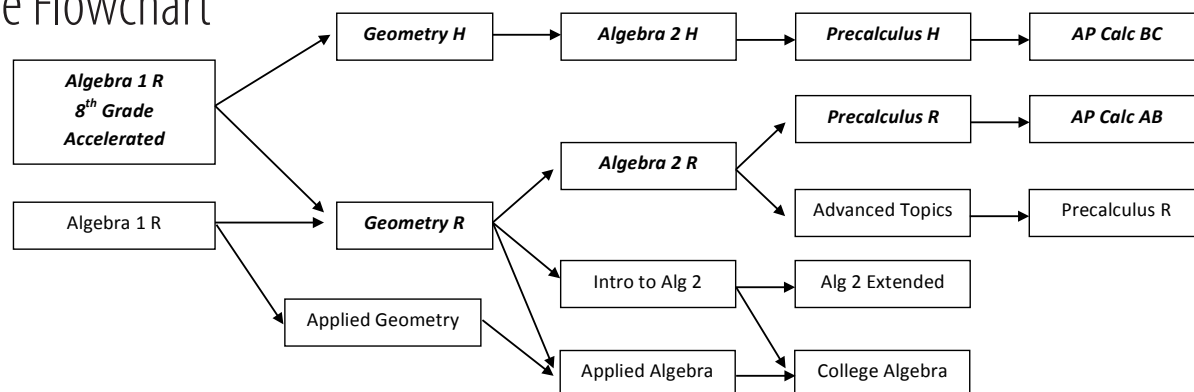 e Flowchart
Geometry H
Algebra 2 H
Precalculus H
AP Calc BC
Algebra 1 R
8th Grade
Accelerated
Precalculus R
AP Calc AB
Algebra 2 R
Algebra 1 R
Geometry R
Advanced Topics
Precalculus R
Intro to Alg 2
Alg 2 Extended
Applied Geometry
Applied Algebra
College Algebra